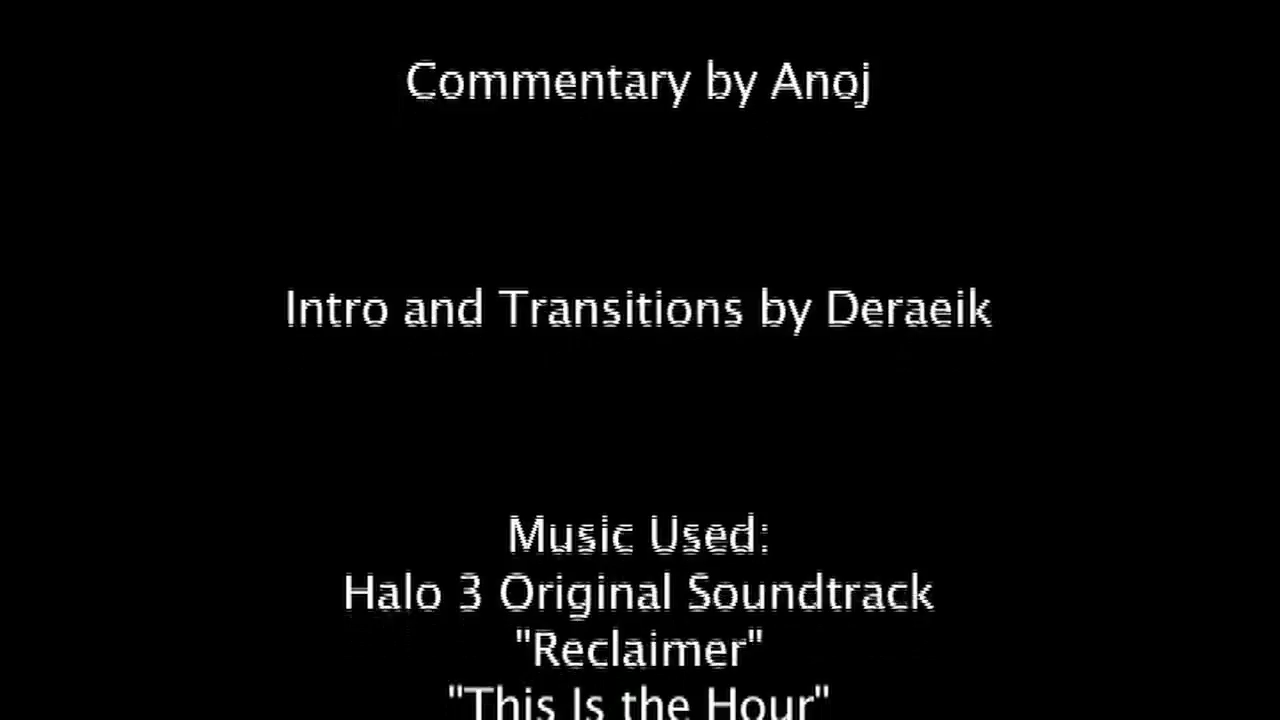 Commentary by Anoj
Intro and Transitions by Deraeik
Music Used:
Halo 3 Original Soundtrack
"Reclaimer"
"This Is the Hour"